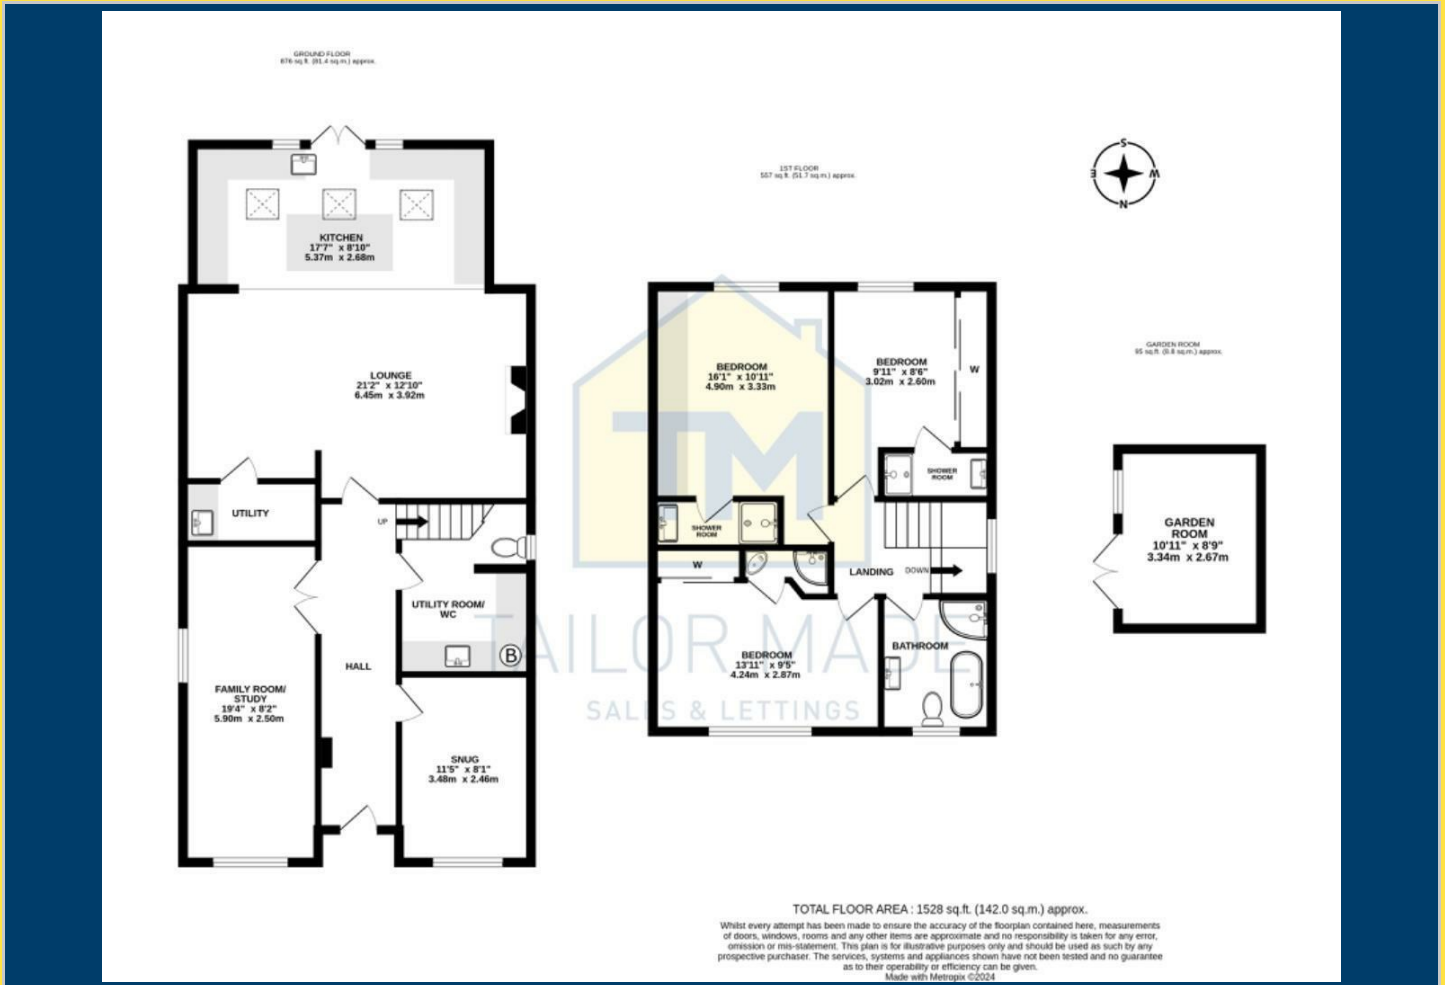 GROUND FLOOR
876 sq.ft. (81.4 sq.m.) approx.
KITCHEN
17'7" x 8'10"
5.37m x 2.68m
LOUNGE
21'2" x 12'10"
6.45m x 3.92m
UTILITY
UP
UTILITY ROOM/
WC
B
HALL
FAMILY ROOM/
STUDY
19'4" x 8'2"
5.90m x 2.50m
SNUG
11'5" x 8'1"
3.48m x 2.46m
1ST FLOOR
557 sq.ft. (51.7 sq.m.) approx.
BEDROOM
16'1" x 10'11"
4.90m x 3.33m
BEDROOM
9'11" x 8'6"
3.02m x 2.60m
W
SHOWER
ROOM
SHOWER
ROOM
W
LANDING
DOWN
BATHROOM
BEDROOM
13'11" x 9'5"
4.24m x 2.87m
TM
TAILOR MADE
SALES & LETTINGS
S
E
W
N
GARDEN ROOM
95 sq.ft. (8.8 sq.m.) approx.
GARDEN
ROOM
10'11" x 8'9"
3.34m x 2.67m
TOTAL FLOOR AREA : 1528 sq.ft. (142.0 sq.m.) approx.
Whilst every attempt has been made to ensure the accuracy of the floorplan contained here, measurements
of doors, windows, rooms and any other items are approximate and no responsibility is taken for any error,
omission or mis-statement. This plan is for illustrative purposes only and should be used as such by any
prospective purchaser. The services, systems and appliances shown have not been tested and no guarantee
as to their operability or efficiency can be given.
Made with Metropix ©2024